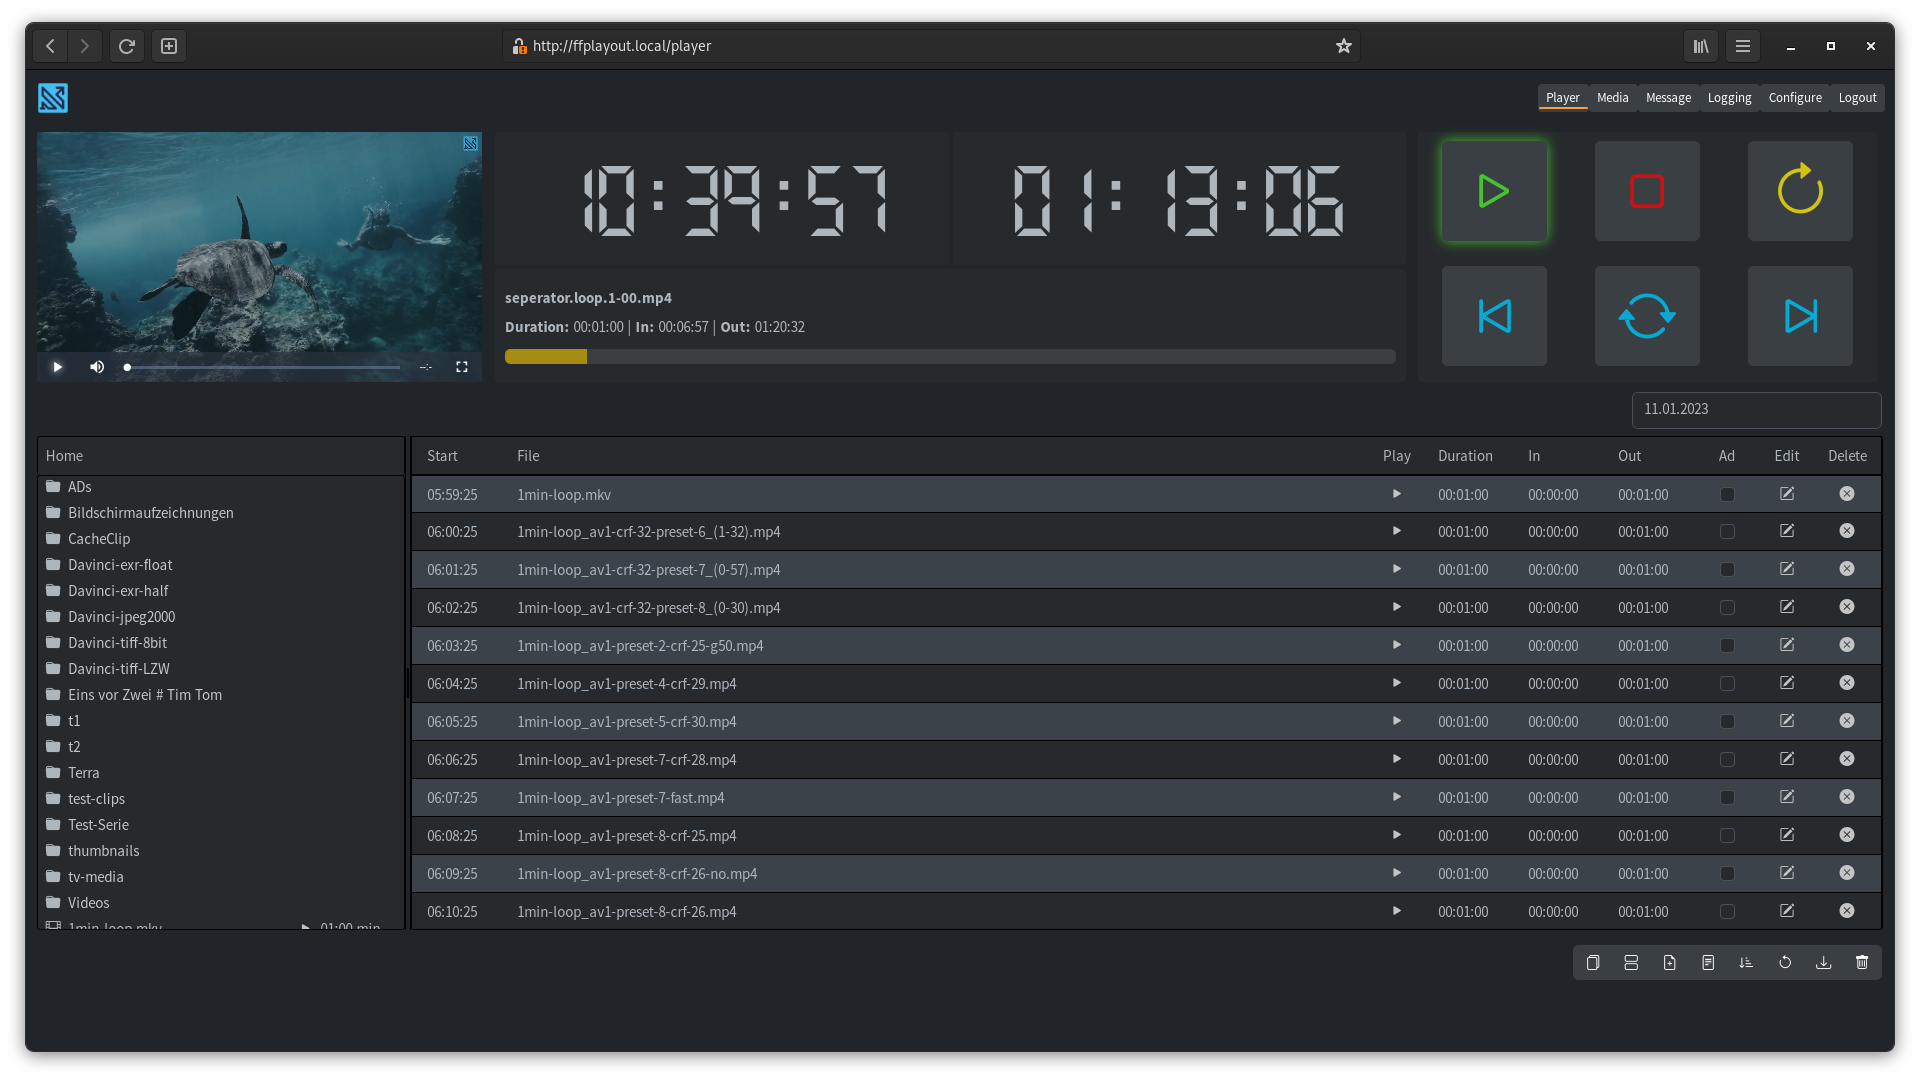 http://ffplayout.local/player
Player Media Message Logging Configure Logout
10:39:57
01:13:06
seperator.loop.1-00.mp4
Duration: 00:01:00 | In: 00:06:57 | Out: 01:20:32
--:-
11.01.2023
Home
ADs
Bildschirmaufzeichnungen
CacheClip
Davinci-exr-float
Davinci-exr-half
Davinci-jpeg2000
Davinci-tiff-8bit
Davinci-tiff-LZW
Eins vor Zwei # Tim Tom
t1
t2
Terra
test-clips
Test-Serie
thumbnails
tv-media
Videos
1min-loop.mkv 01:00 min
Start File Play Duration In Out Ad Edit Delete
05:59:25 1min-loop.mkv 00:01:00 00:00:00 00:01:00
06:00:25 1min-loop_av1-crf-32-preset-6_(1-32).mp4 00:01:00 00:00:00 00:01:00
06:01:25 1min-loop_av1-crf-32-preset-7_(0-57).mp4 00:01:00 00:00:00 00:01:00
06:02:25 1min-loop_av1-crf-32-preset-8_(0-30).mp4 00:01:00 00:00:00 00:01:00
06:03:25 1min-loop_av1-preset-2-crf-25-g50.mp4 00:01:00 00:00:00 00:01:00
06:04:25 1min-loop_av1-preset-4-crf-29.mp4 00:01:00 00:00:00 00:01:00
06:05:25 1min-loop_av1-preset-5-crf-30.mp4 00:01:00 00:00:00 00:01:00
06:06:25 1min-loop_av1-preset-7-crf-28.mp4 00:01:00 00:00:00 00:01:00
06:07:25 1min-loop_av1-preset-7-fast.mp4 00:01:00 00:00:00 00:01:00
06:08:25 1min-loop_av1-preset-8-crf-25.mp4 00:01:00 00:00:00 00:01:00
06:09:25 1min-loop_av1-preset-8-crf-26-no.mp4 00:01:00 00:00:00 00:01:00
06:10:25 1min-loop_av1-preset-8-crf-26.mp4 00:01:00 00:00:00 00:01:00